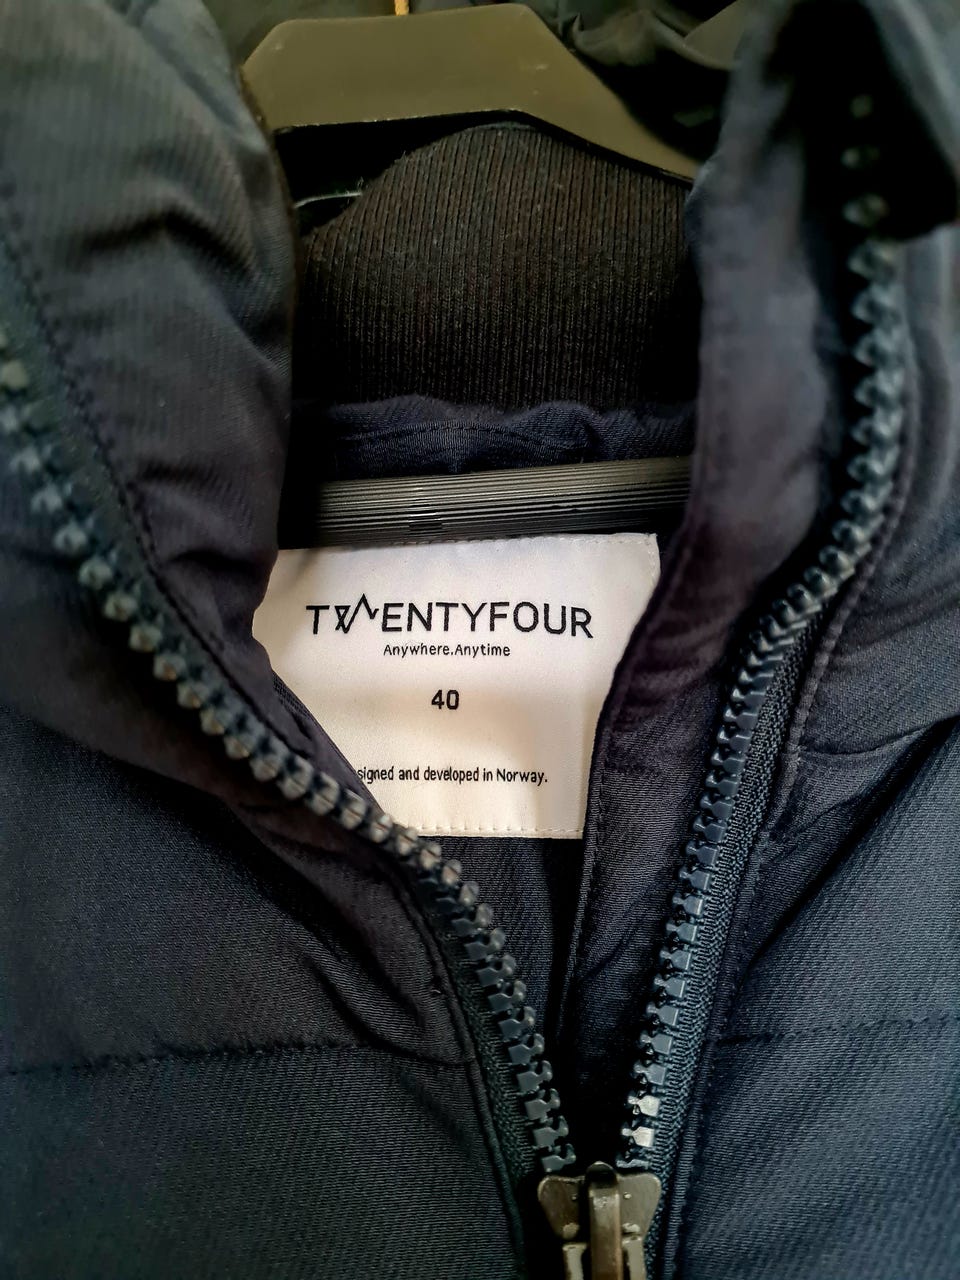 TWENTYFOUR
Anywhere.Anytime
40
signed and developed in Norway.